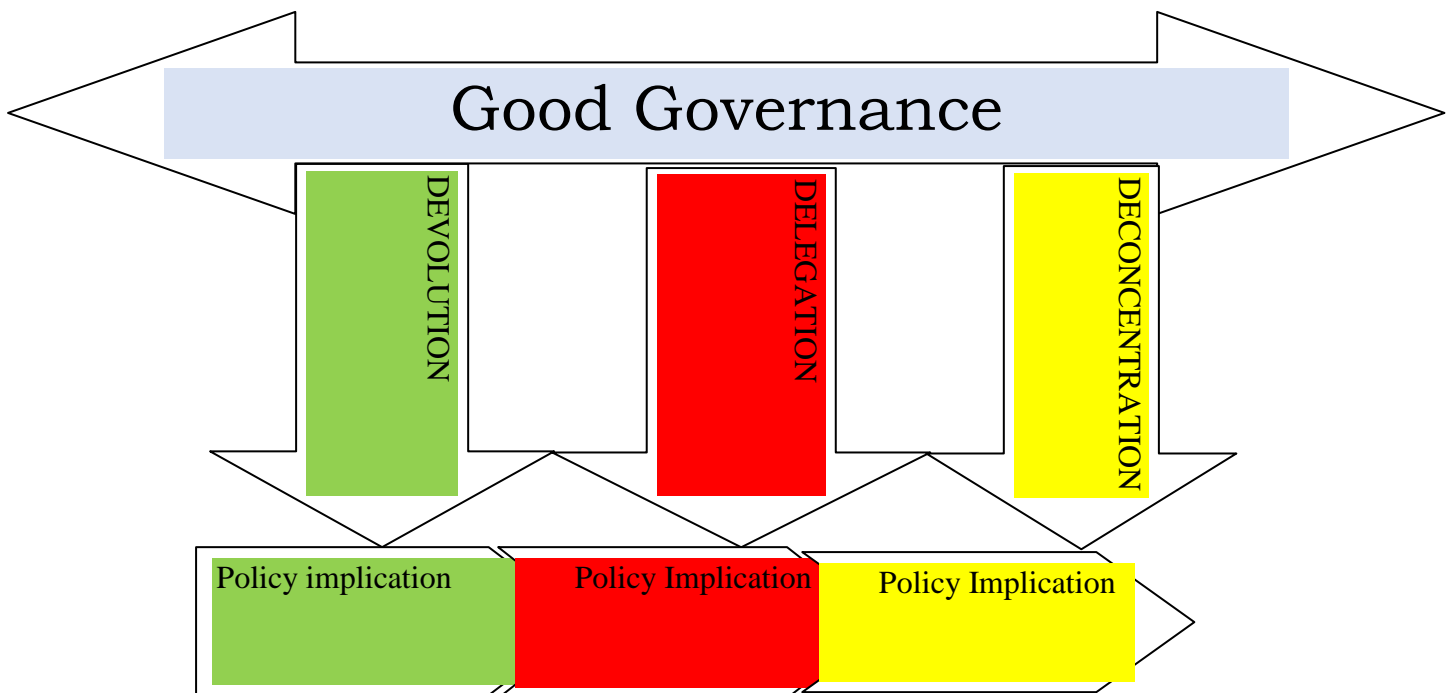 Good Governance
DEVOLUTION
DELEGATION
DECONCENTRATION
Policy implication
Policy Implication
Policy Implication